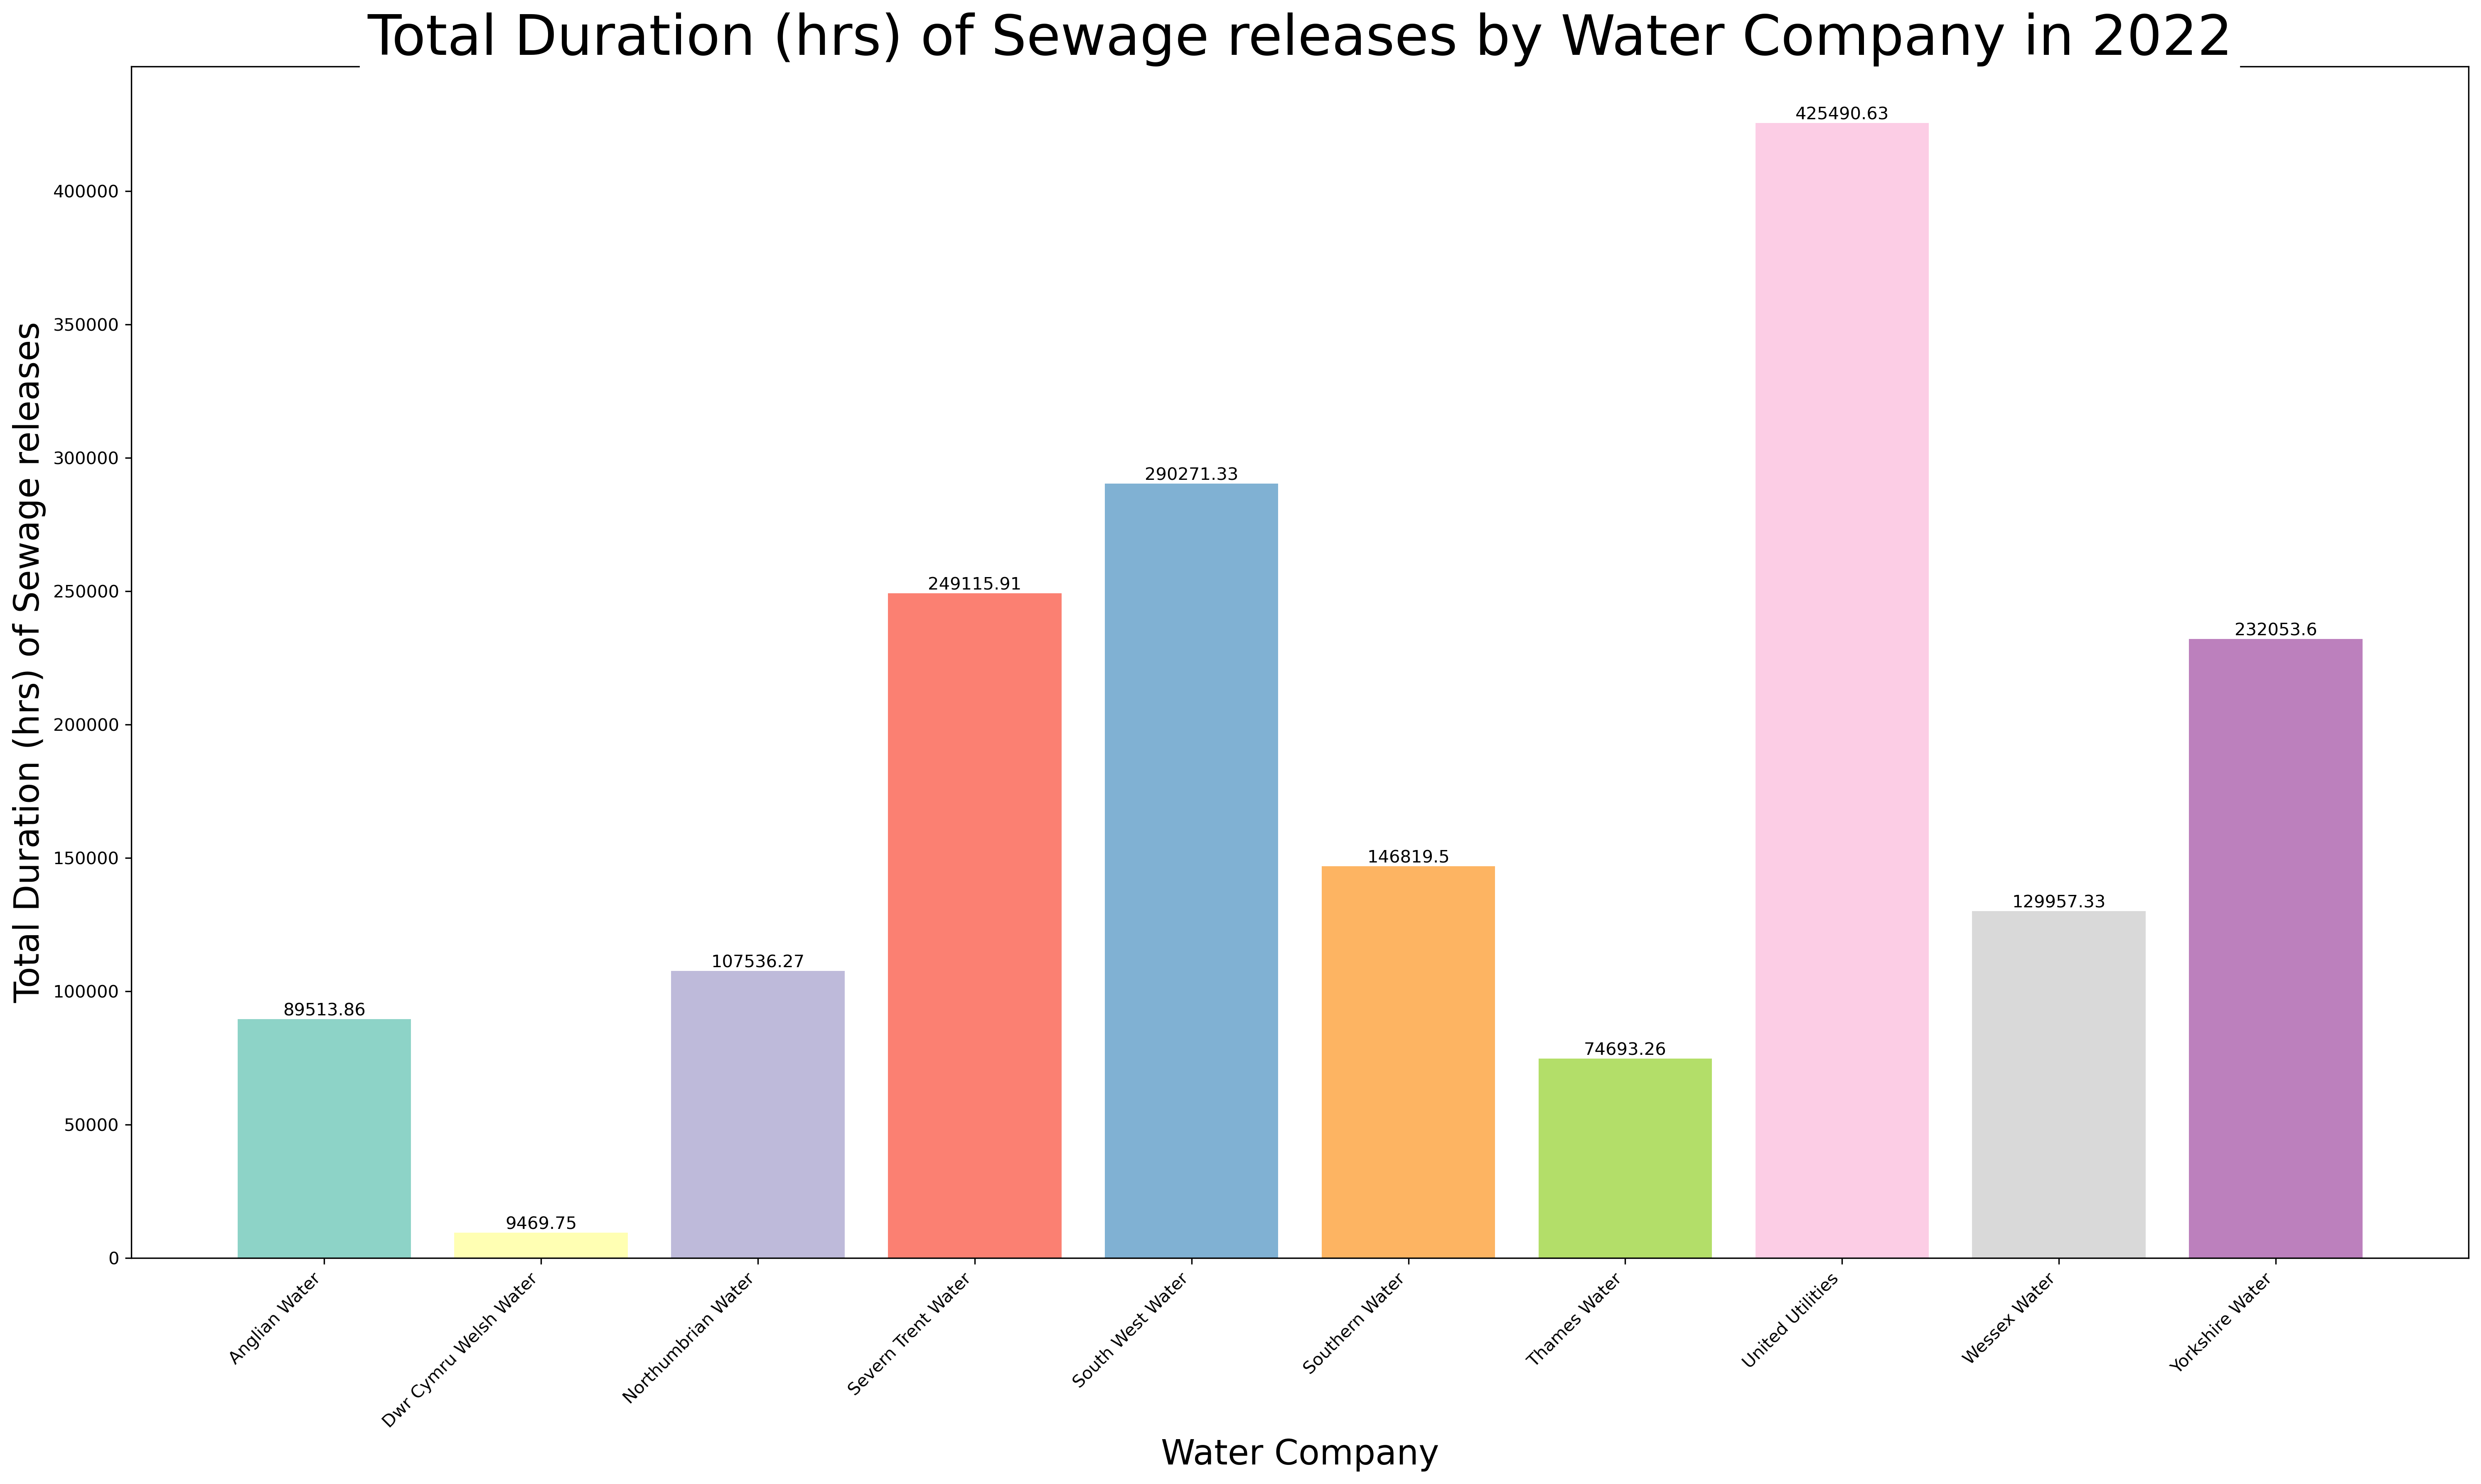 Total Duration (hrs) of Sewage releases by Water Company in 2022
Total Duration (hrs) of Sewage releases
400000
350000
300000
250000
200000
150000
100000
50000
0
89513.86
9469.75
107536.27
249115.91
290271.33
146819.5
74693.26
425490.63
129957.33
232053.6
Anglian Water
Dwr Cymru Welsh Water
Northumbrian Water
Severn Trent Water
South West Water
Southern Water
Thames Water
United Utilities
Wessex Water
Yorkshire Water
Water Company